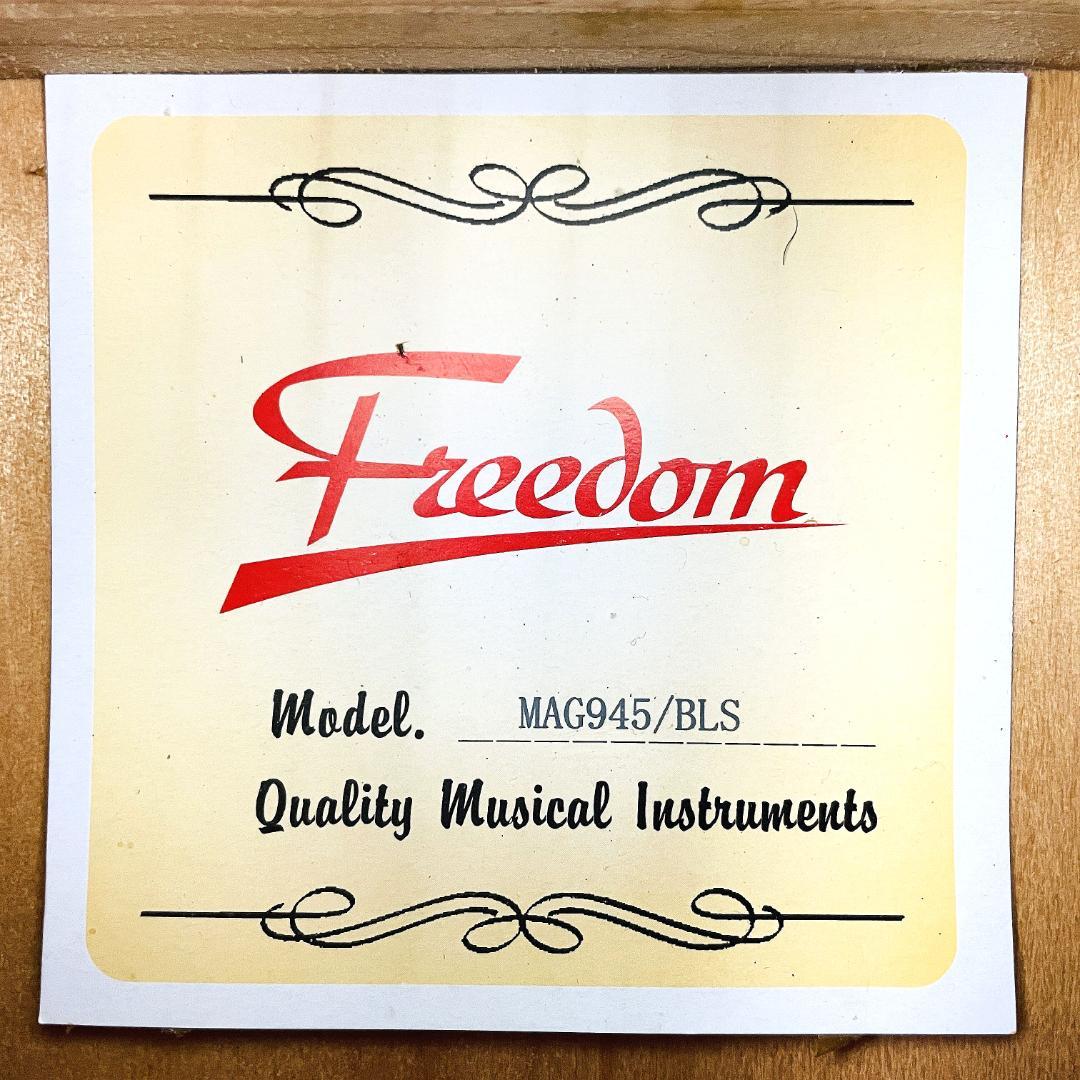 Freedom
Model. MAG945/BLS
Quality Musical Instruments